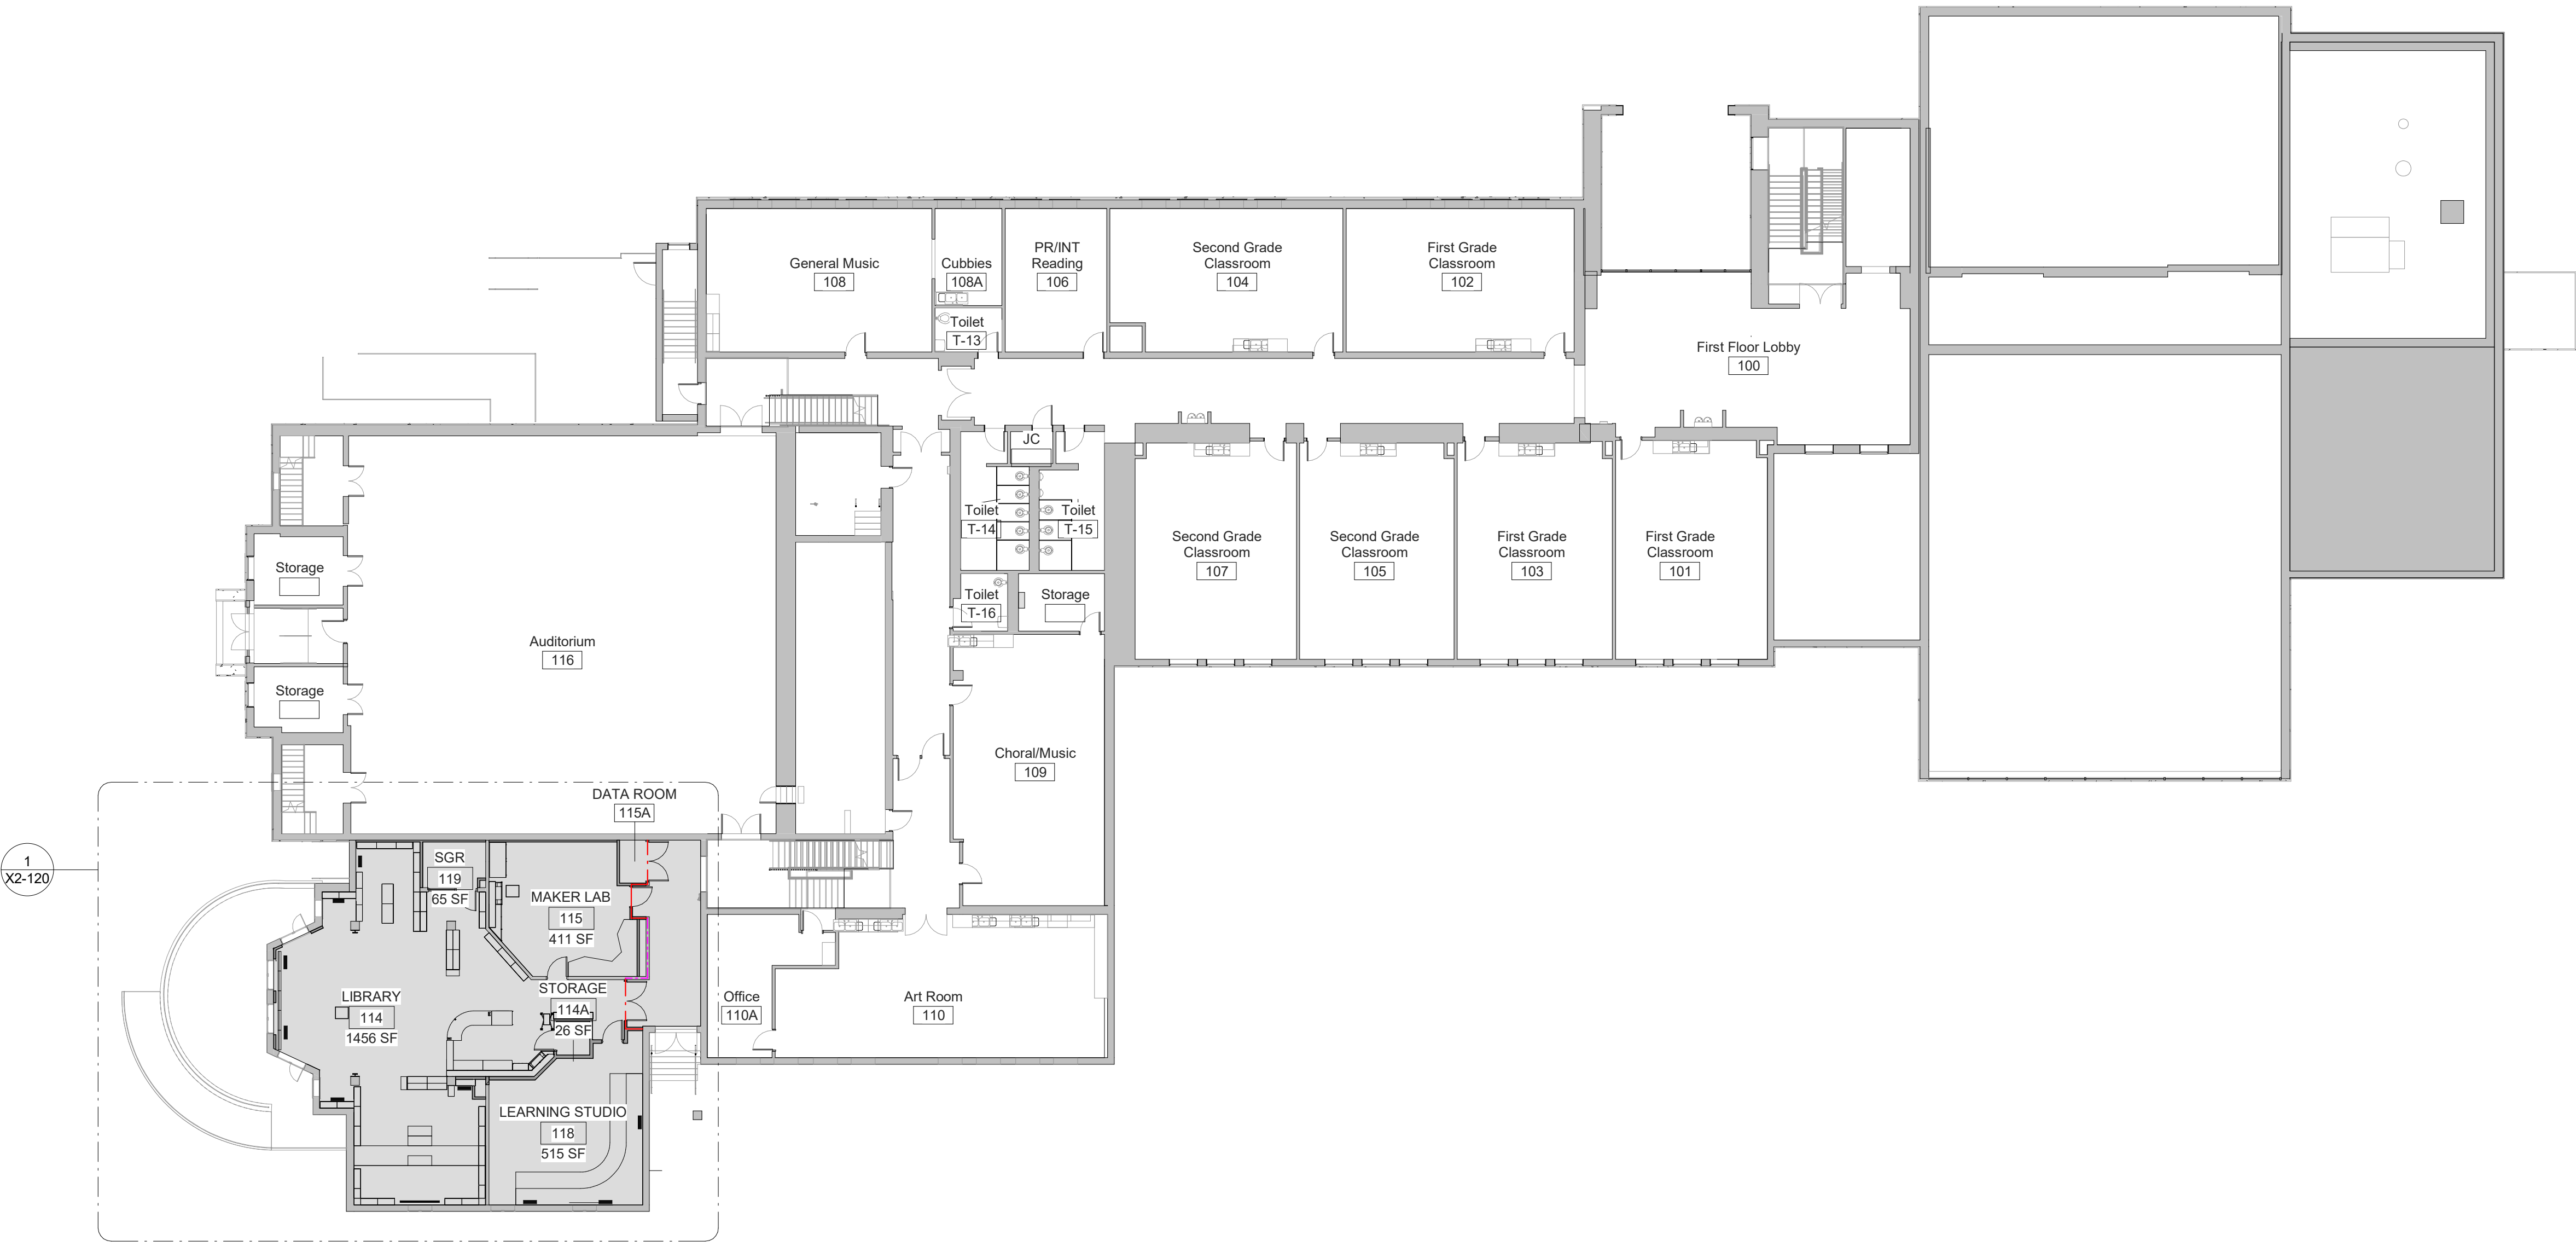 General Music
108
Cubbies
108A
Toilet
T-13
PR/INT
Reading
106
Second Grade
Classroom
104
First Grade
Classroom
102
First Floor Lobby
100
JC
Toilet
T-14
Toilet
T-15
Toilet
T-16
Storage
Second Grade
Classroom
107
Second Grade
Classroom
105
First Grade
Classroom
103
First Grade
Classroom
101
Storage
Storage
Auditorium
116
Choral/Music
109
DATA ROOM
115A
1
X2-120
SGR
119
65 SF
MAKER LAB
115
411 SF
STORAGE
114A
26 SF
LIBRARY
114
1456 SF
Office
110A
Art Room
110
LEARNING STUDIO
118
515 SF